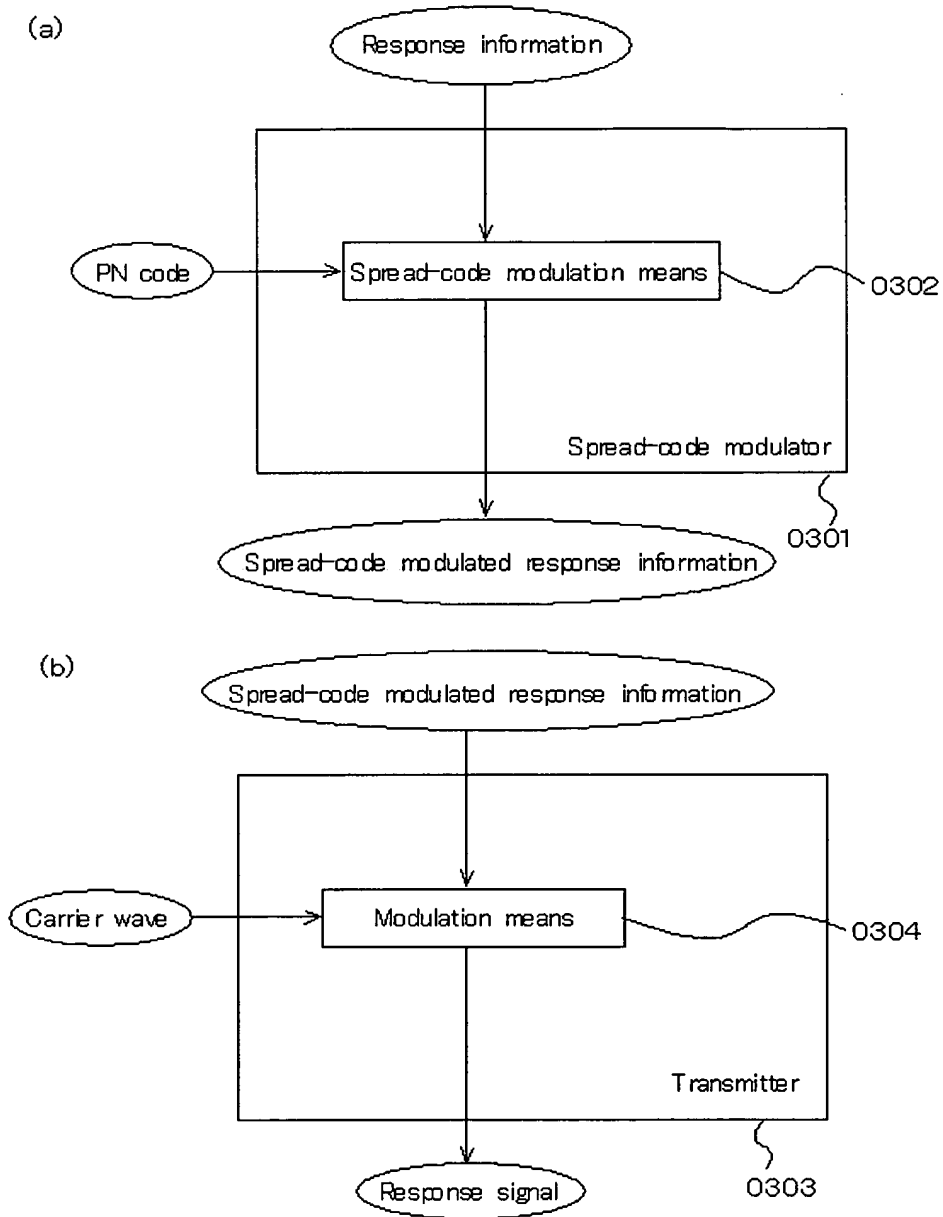 (a)
Response information
PN code
Spread-code modulation means
0302
Spread-code modulator
0301
Spread-code modulated response information
(b)
Spread-code modulated response information
Carrier wave
Modulation means
0304
Transmitter
0303
Response signal